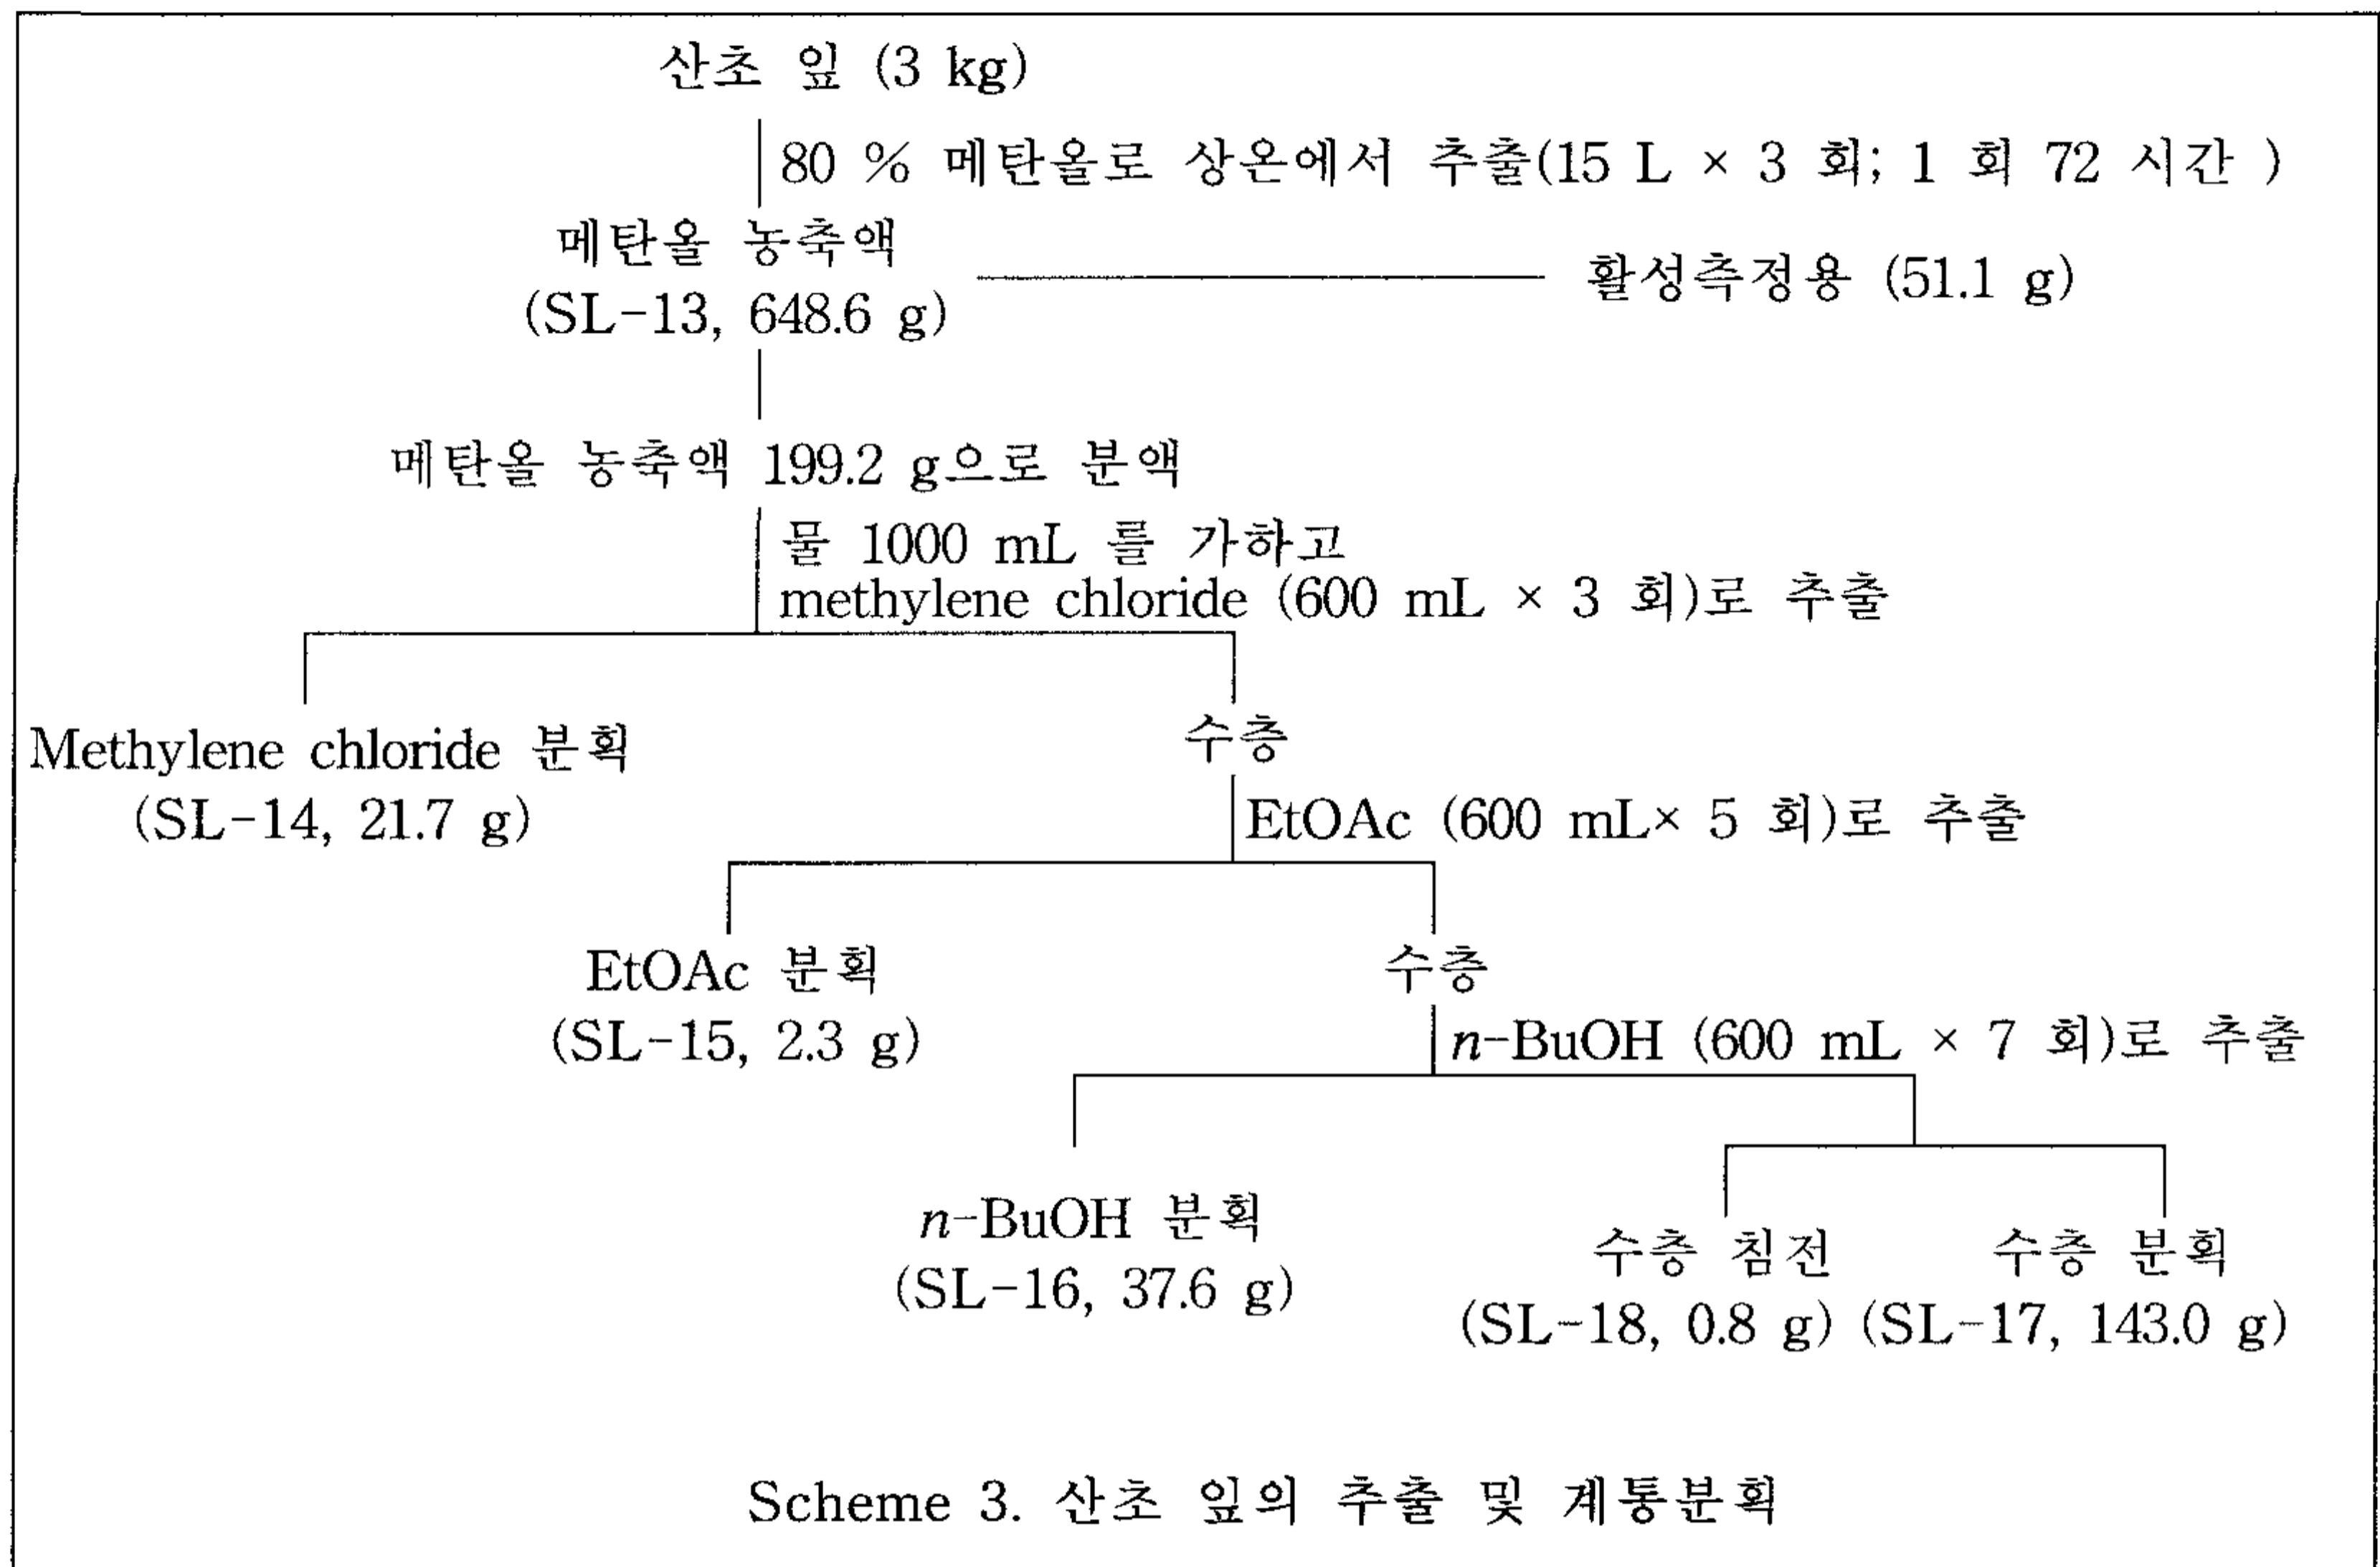 산초 잎 (3 kg)
80 % 메탄올로 상온에서 추출(15 L × 3 회; 1 회 72 시간 )
메탄올 농축액
(SL-13, 648.6 g)
활성측정용 (51.1 g)
메탄올 농축액 199.2 g으로 분액
물 1000 mL 를 가하고
methylene chloride (600 mL × 3 회)로 추출
Methylene chloride 분획
(SL-14, 21.7 g)
수층
EtOAc (600 mL× 5 회)로 추출
EtOAc 분획
(SL-15, 2.3 g)
수층
n-BuOH (600 mL × 7 회)로 추출
n-BuOH 분획
(SL-16, 37.6 g)
수층 침전
(SL-18, 0.8 g)
수층 분획
(SL-17, 143.0 g)
Scheme 3. 산초 잎의 추출 및 계통분획